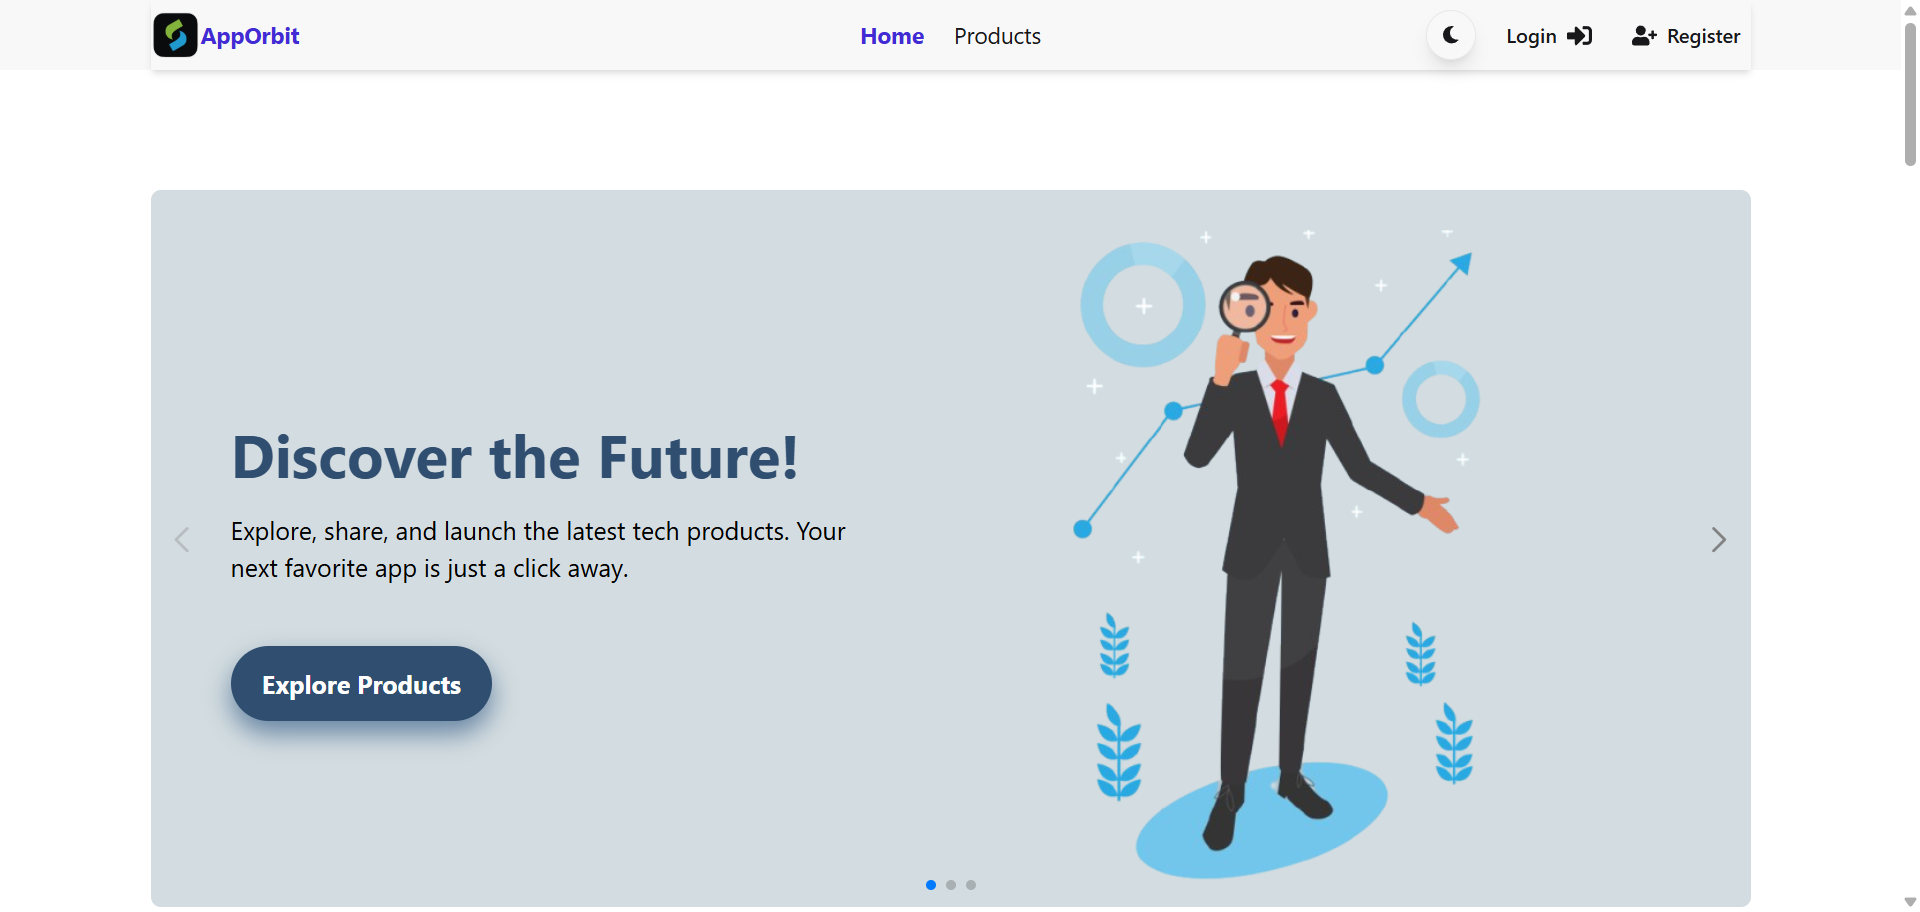 AppOrbit
Home
Products
Login
Register
Discover the Future!
Explore, share, and launch the latest tech products. Your
next favorite app is just a click away.
Explore Products